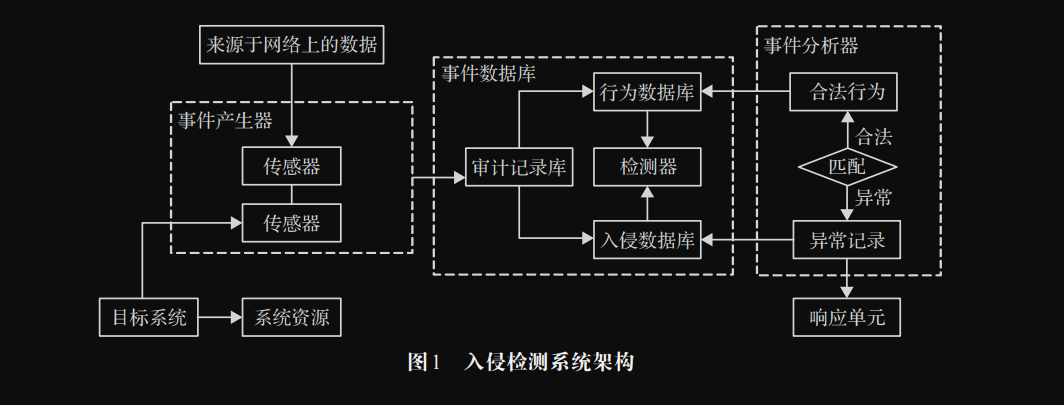 来源于网络上的数据
事件产生器
传感器
传感器
目标系统
系统资源
事件数据库
行为数据库
审计记录库
检测器
入侵数据库
事件分析器
合法行为
合法
匹配
异常
异常记录
响应单元
图1 入侵检测系统架构